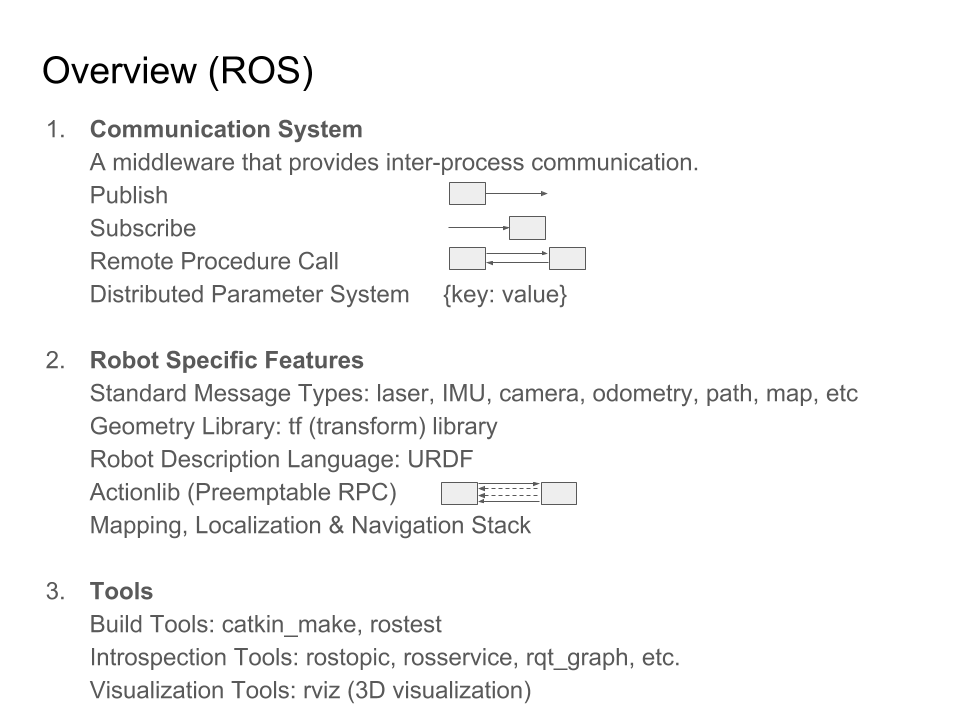 Overview (ROS)
1. Communication System
A middleware that provides inter-process communication.
Publish
Subscribe
Remote Procedure Call
Distributed Parameter System {key: value}
2. Robot Specific Features
Standard Message Types: laser, IMU, camera, odometry, path, map, etc
Geometry Library: tf (transform) library
Robot Description Language: URDF
Actionlib (Preemptable RPC)
Mapping, Localization & Navigation Stack
3. Tools
Build Tools: catkin_make, rostest
Introspection Tools: rostopic, rosservice, rqt_graph, etc.
Visualization Tools: rviz (3D visualization)